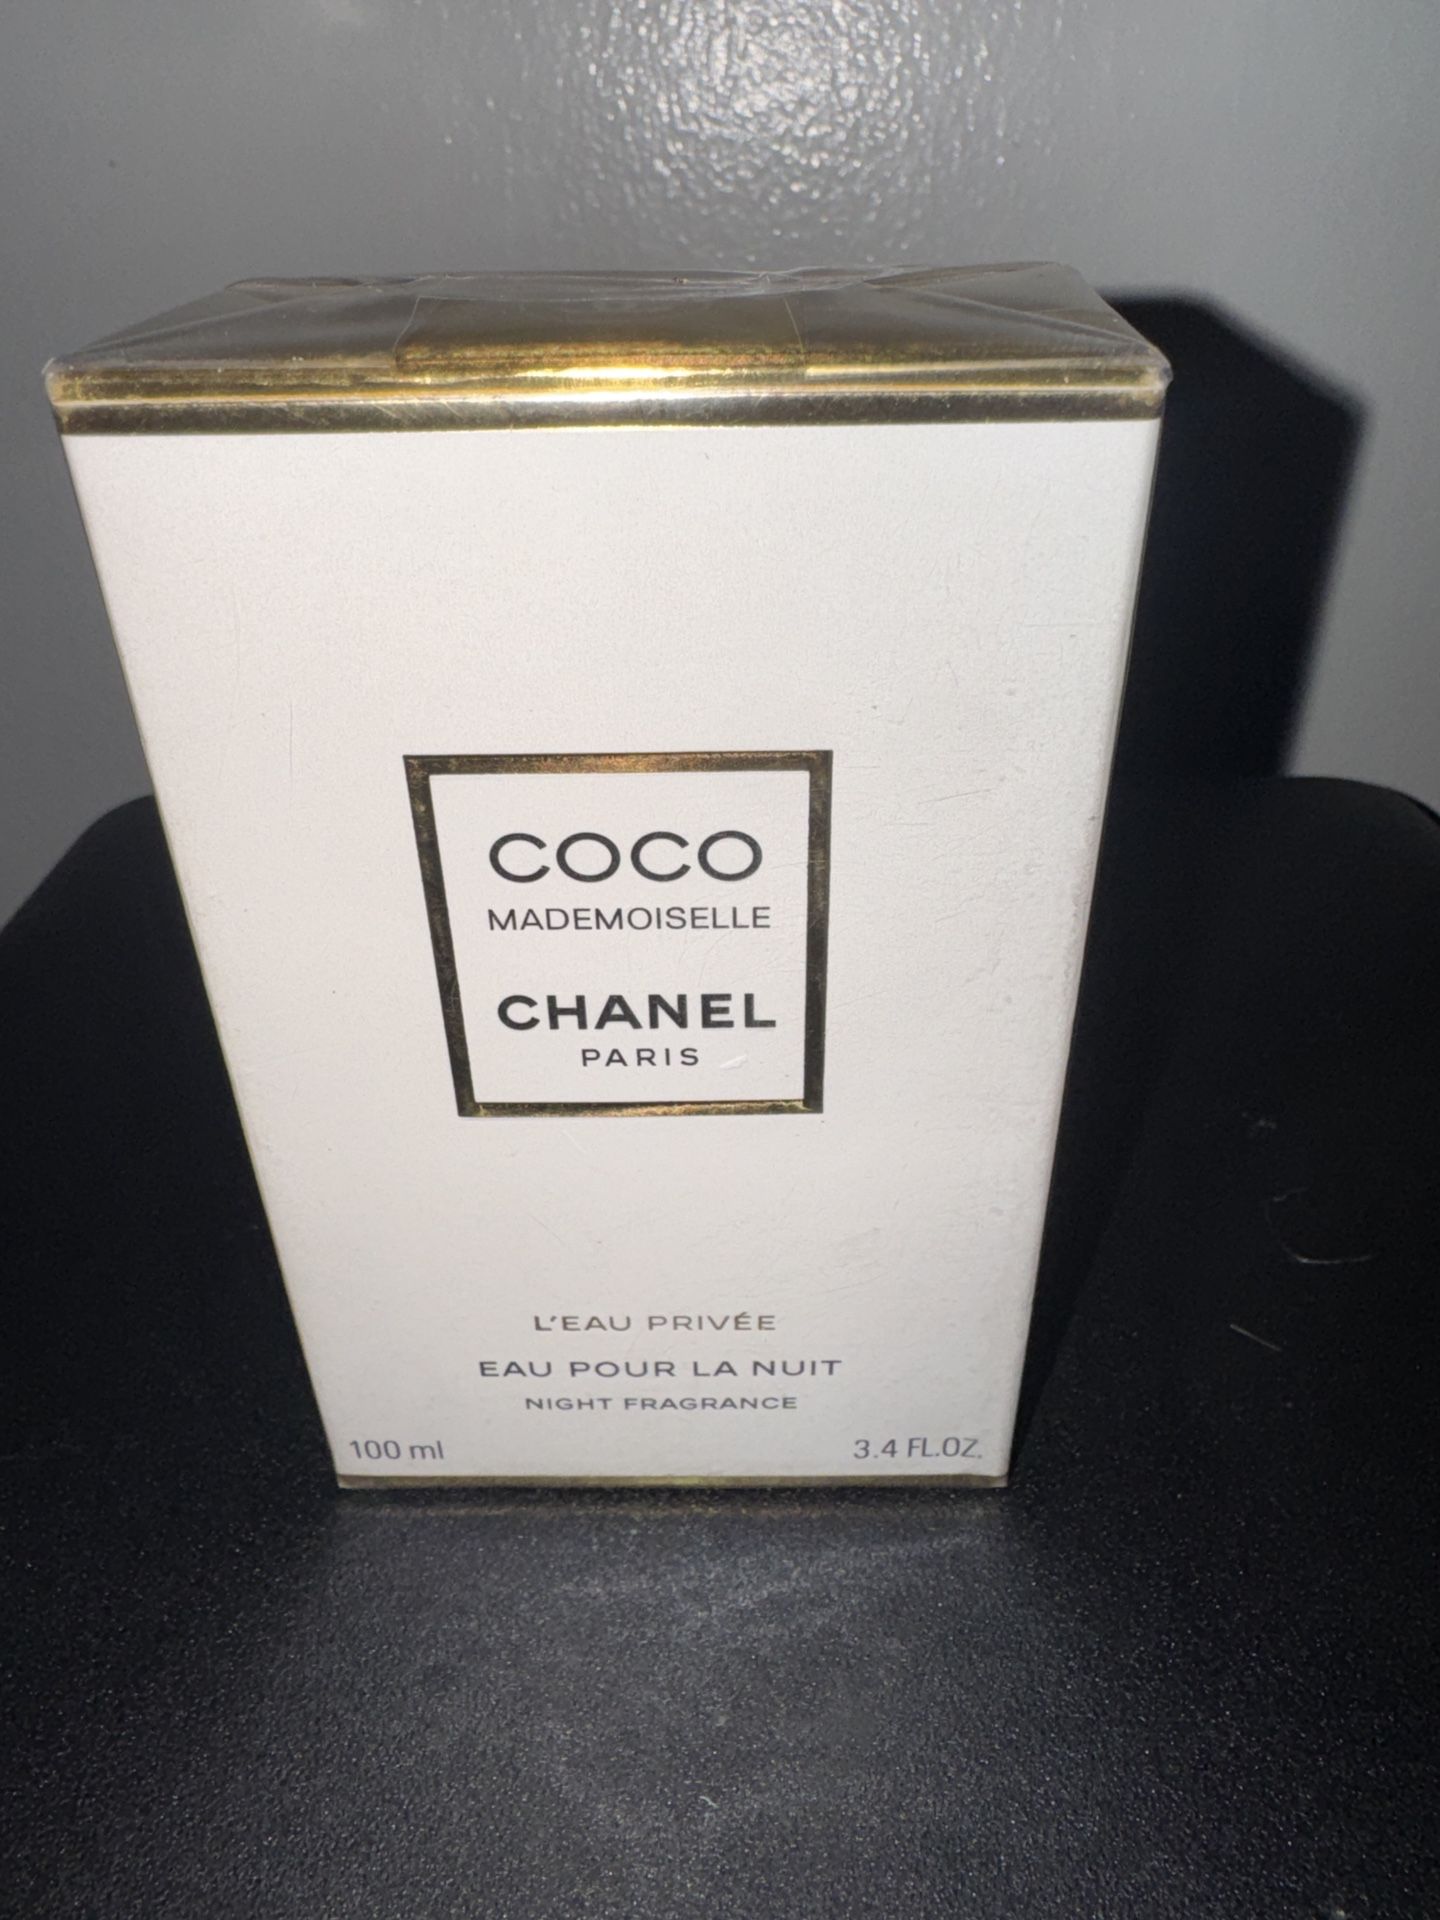 COCO
MADEMOISELLE
CHANEL
PARIS
L'EAU PRIVÉE
EAU POUR LA NUIT
NIGHT FRAGRANCE
100 ml 3.4 FL.OZ.